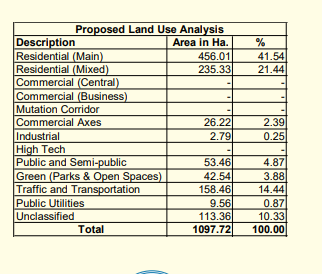 Proposed Land Use Analysis
Description Area in Ha. %
Residential (Main) 456.01 41.54
Residential (Mixed) 235.33 21.44
Commercial (Central) - -
Commercial (Business) - -
Mutation Corridor - -
Commercial Axes 26.22 2.39
Industrial 2.79 0.25
High Tech - -
Public and Semi-public 53.46 4.87
Green (Parks & Open Spaces) 42.54 3.88
Traffic and Transportation 158.46 14.44
Public Utilities 9.56 0.87
Unclassified 113.36 10.33
Total 1097.72 100.00